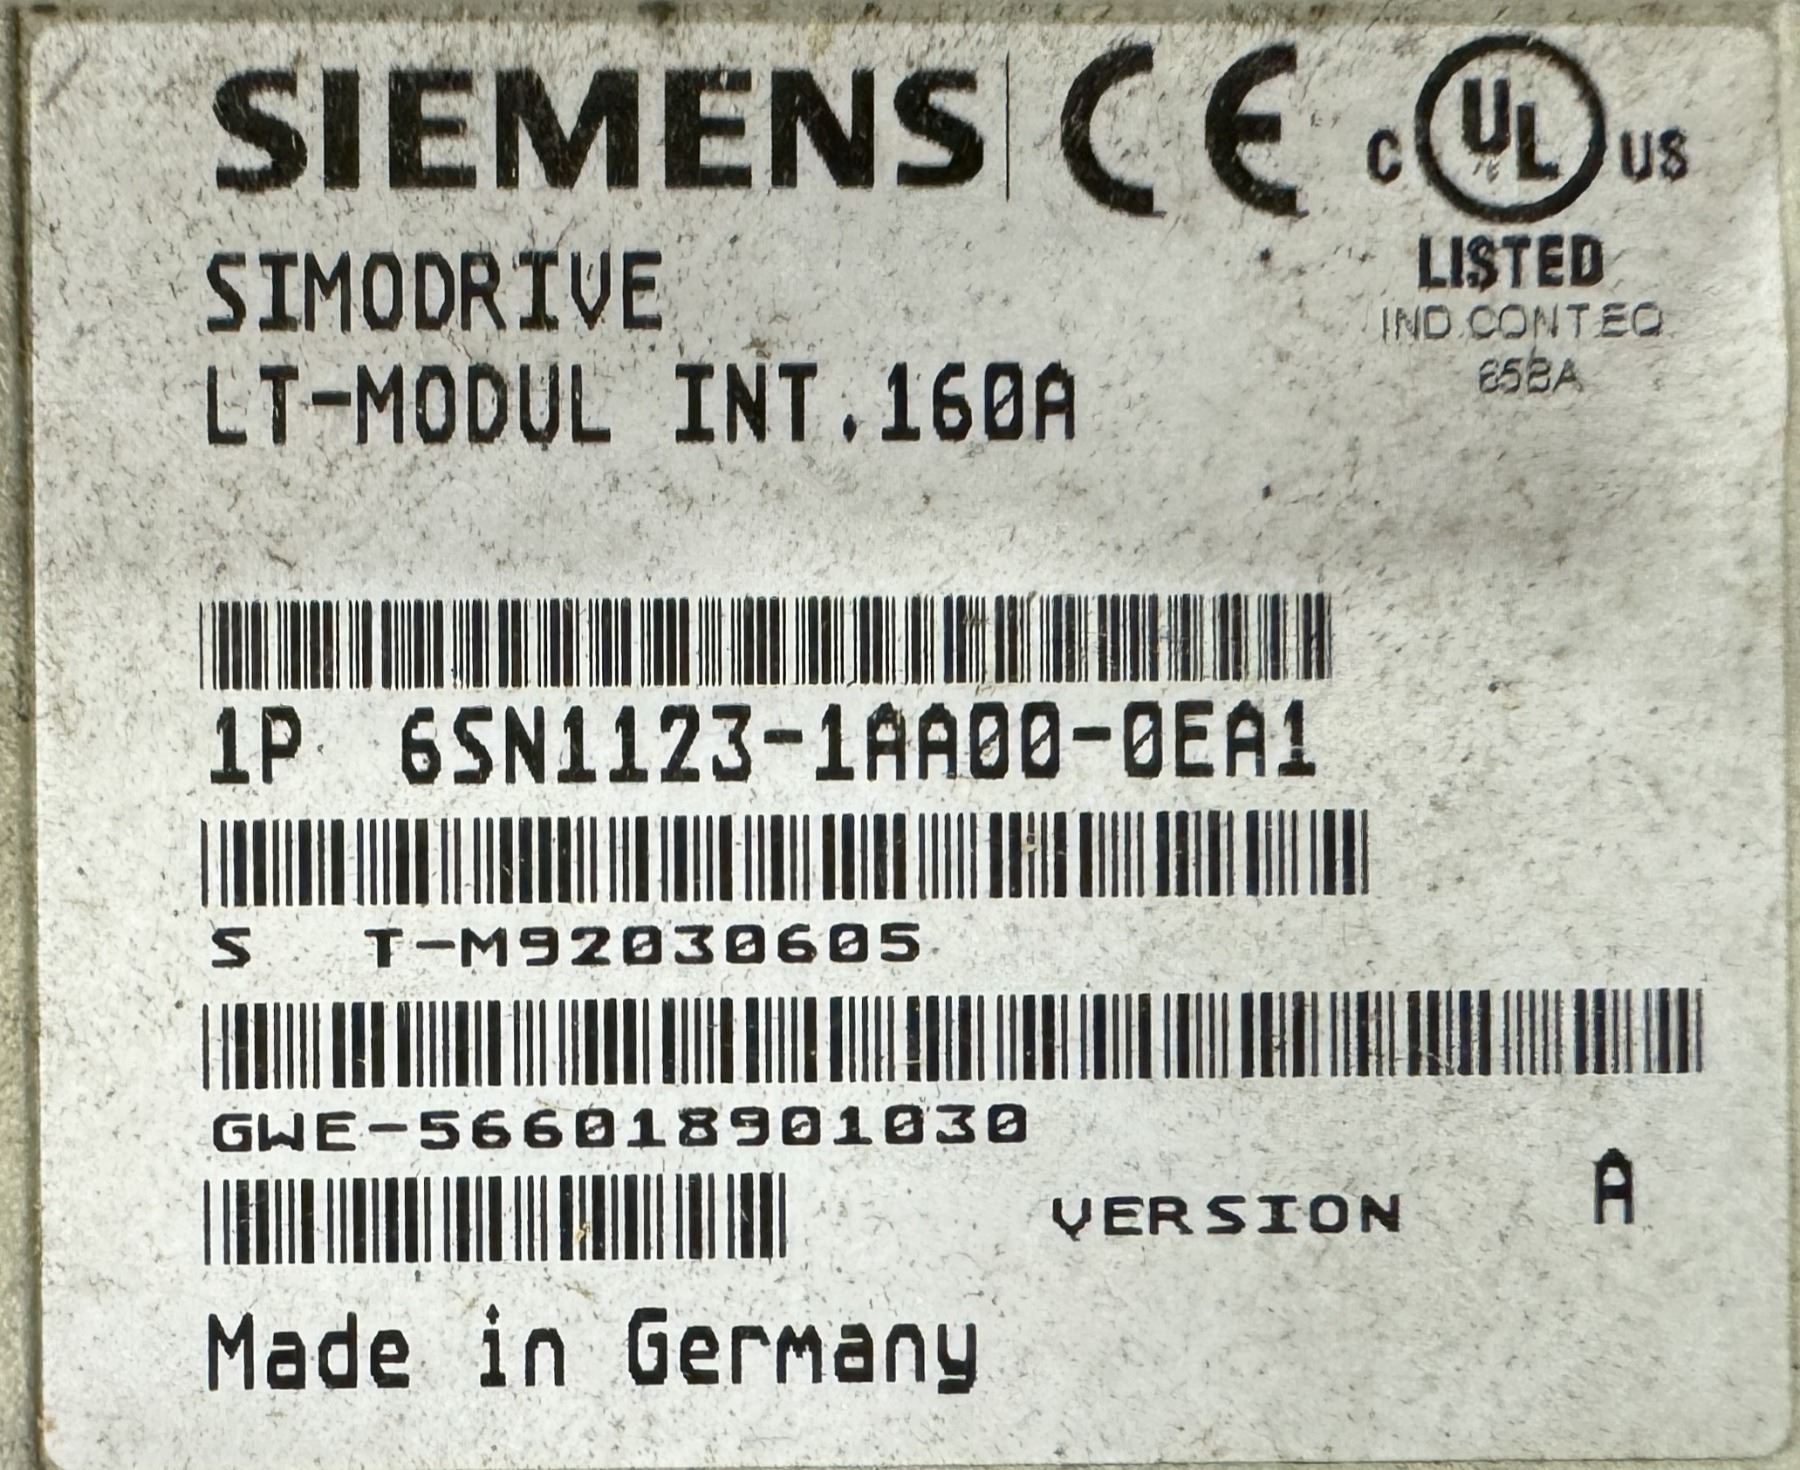 SIEMENS CE C UL US
LISTED
IND.CONT.EQ
65BA
SIMODRIVE
LT-MODUL INT.160A
1P 6SN1123-1AA00-0EA1
S T-M92030605
GWE-566018901030
VERSION A
Made in Germany